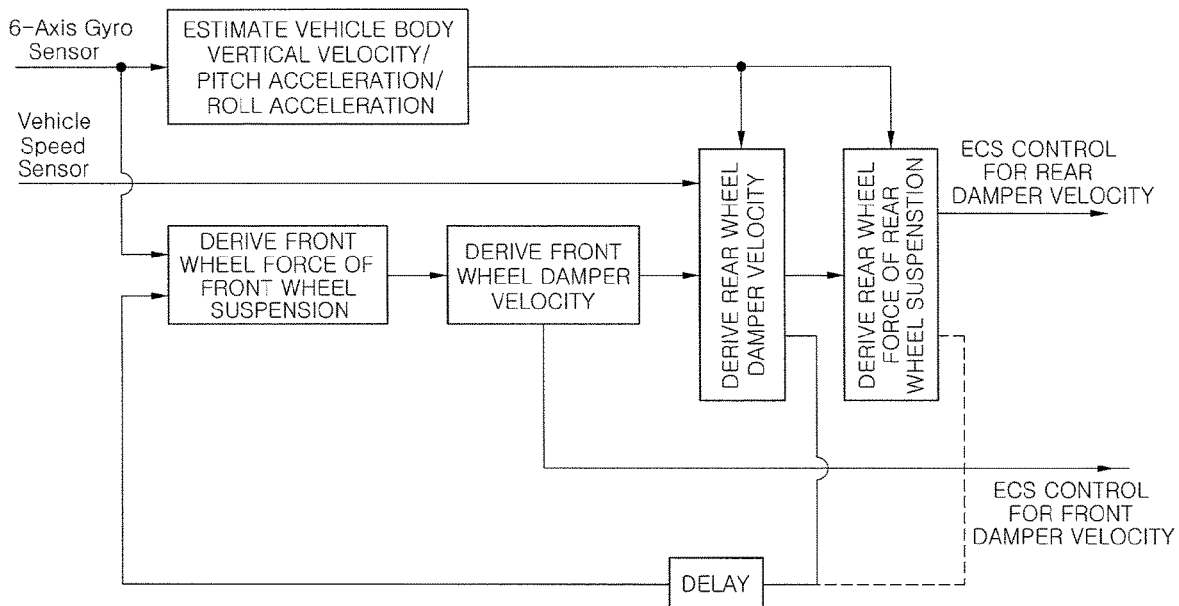 6-Axis Gyro
Sensor
ESTIMATE VEHICLE BODY
VERTICAL VELOCITY/
PITCH ACCELERATION/
ROLL ACCELERATION
Vehicle
Speed
Sensor
DERIVE FRONT
WHEEL FORCE OF
FRONT WHEEL
SUSPENSION
DERIVE FRONT
WHEEL DAMPER
VELOCITY
DERIVE REAR WHEEL
DAMPER VELOCITY
DERIVE REAR WHEEL
FORCE OF REAR
WHEEL SUSPENSTION
ECS CONTROL
FOR REAR
DAMPER VELOCITY
ECS CONTROL
FOR FRONT
DAMPER VELOCITY
DELAY